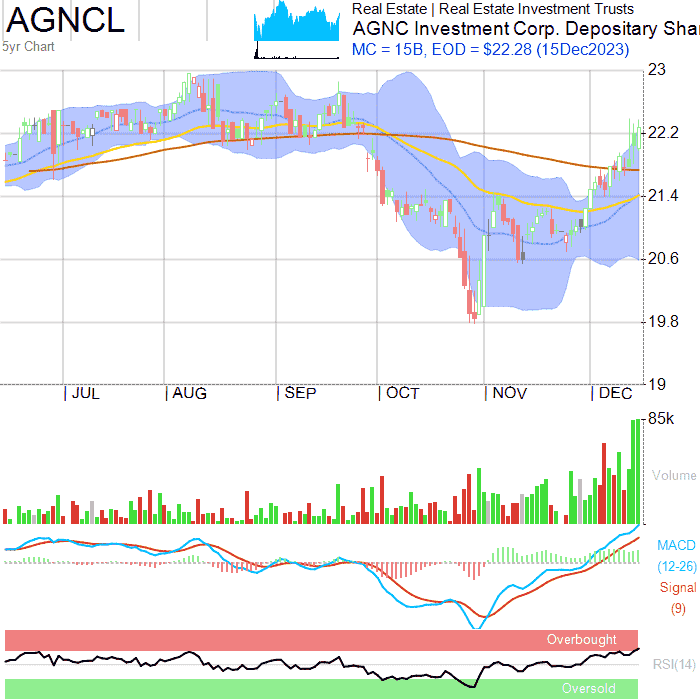 AGNCL
5yr Chart
Real Estate | Real Estate Investment Trusts
AGNC Investment Corp. Depositary Shar
MC = 15B, EOD = $22.28 (15Dec2023)
23
22.2
21.4
20.6
19.8
19
JUL AUG SEP OCT NOV DEC
85k
Volume
MACD
(12-26)
Signal
(9)
Overbought
RSI(14)
Oversold